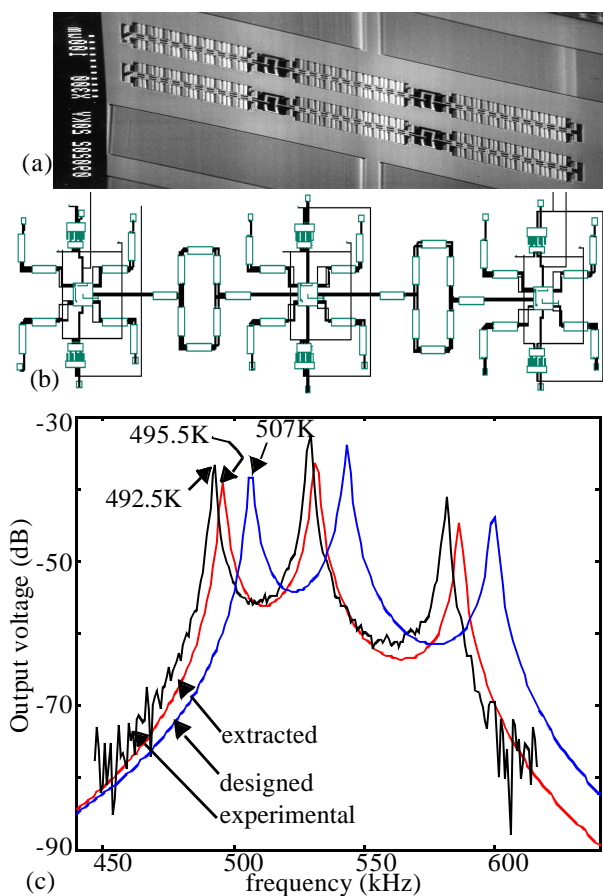 X300
(a)
(b)
-30
-50
-70
-90
Output voltage (dB)
495.5K
507K
492.5K
extracted
designed
experimental
450
500
550
600
(c)
frequency (kHz)